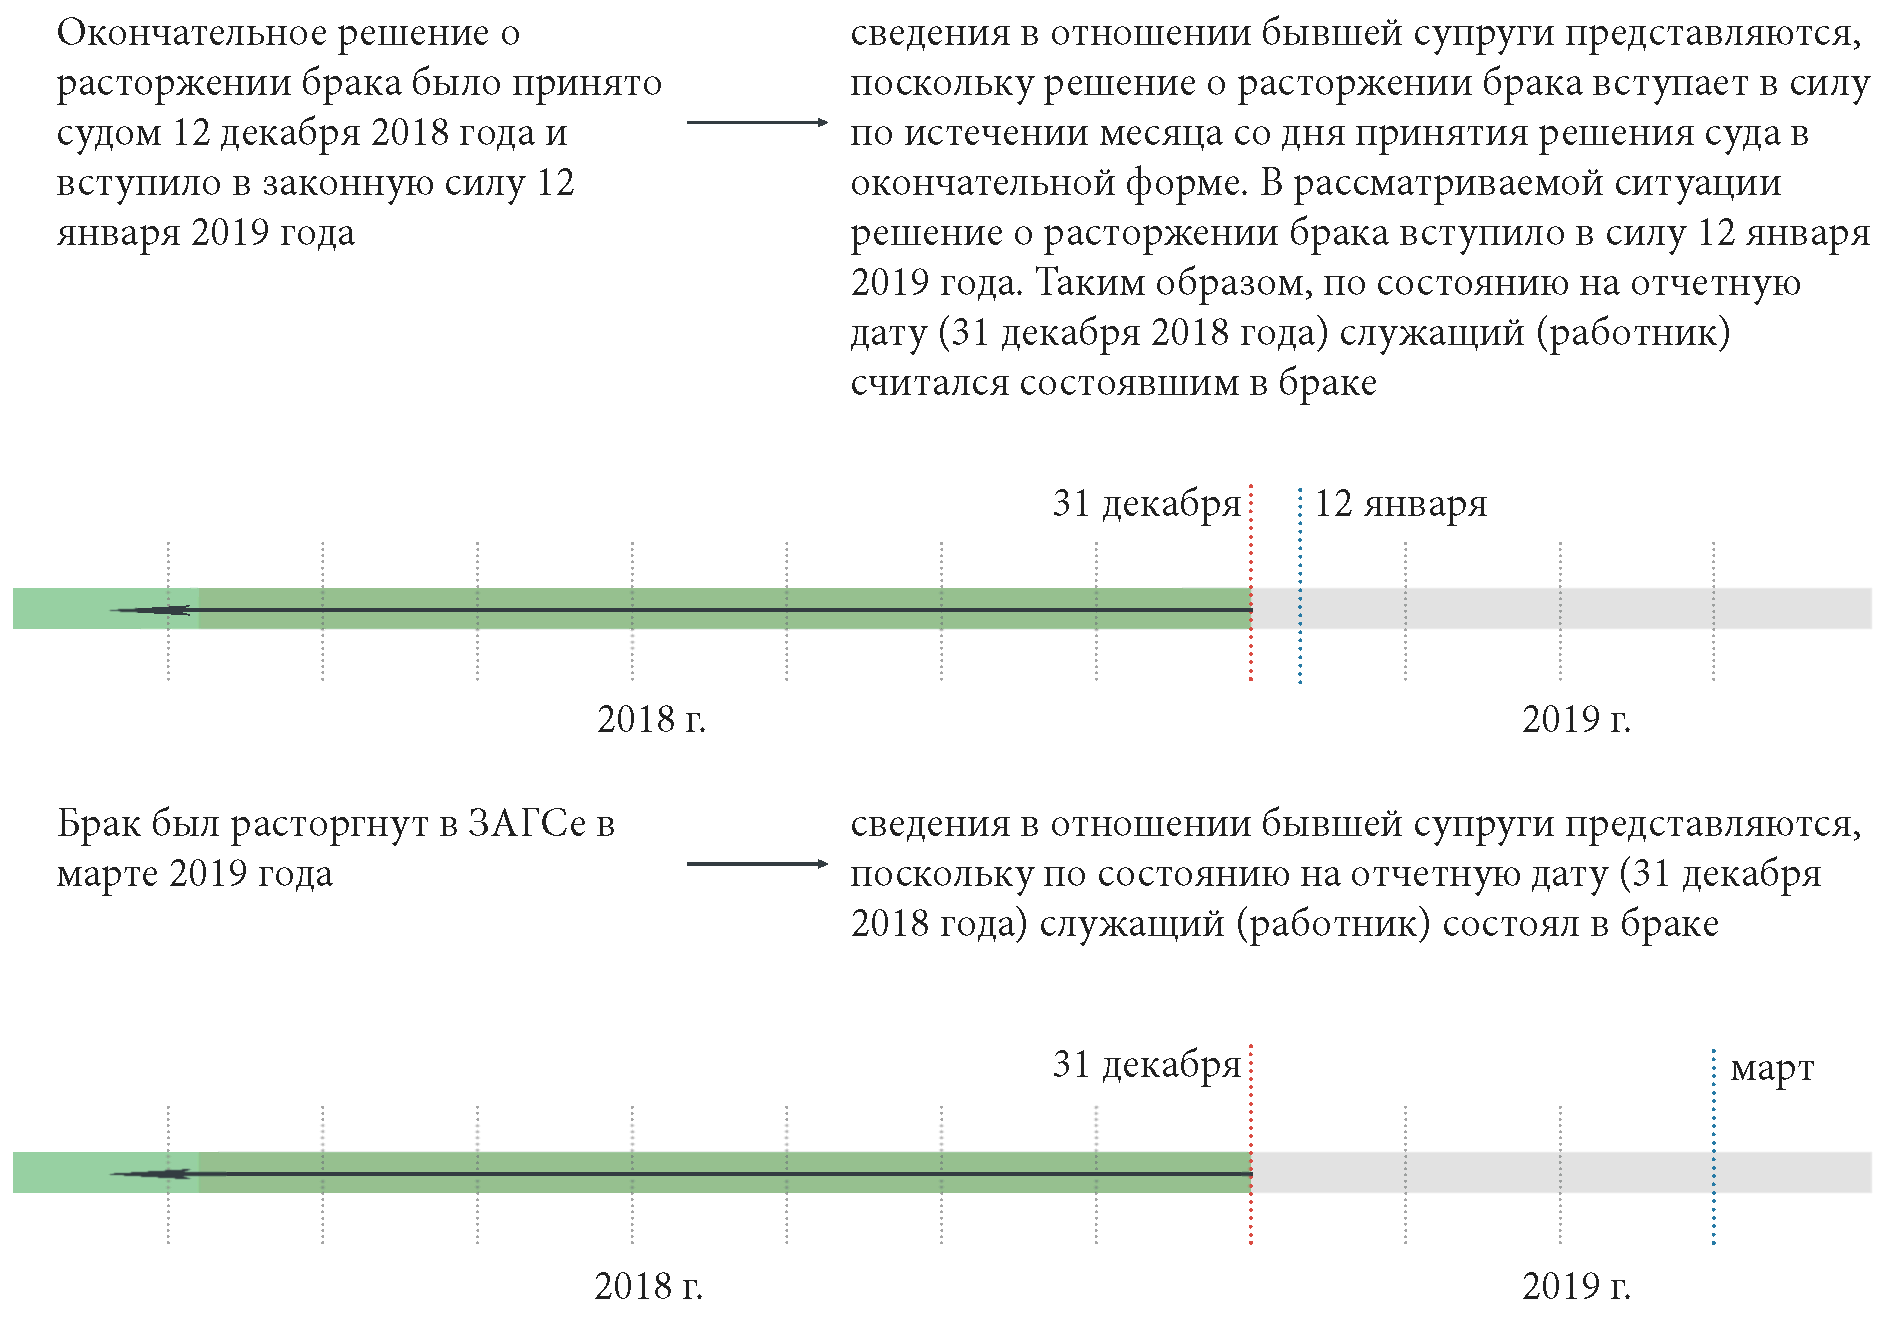 Окончательное решение о
расторжении брака было принято
судом 12 декабря 2018 года и
вступило в законную силу 12
января 2019 года
сведения в отношении бывшей супруги представляются,
поскольку решение о расторжении брака вступает в силу
по истечении месяца со дня принятия решения суда в
окончательной форме. В рассматриваемой ситуации
решение о расторжении брака вступило в силу 12 января
2019 года. Таким образом, по состоянию на отчетную
дату (31 декабря 2018 года) служащий (работник)
считался состоявшим в браке
31 декабря
12 января
2018 г.
2019 г.
Брак был расторгнут в ЗАГСе в
марте 2019 года
сведения в отношении бывшей супруги представляются,
поскольку по состоянию на отчетную дату (31 декабря
2018 года) служащий (работник) состоял в браке
31 декабря
март
2018 г.
2019 г.